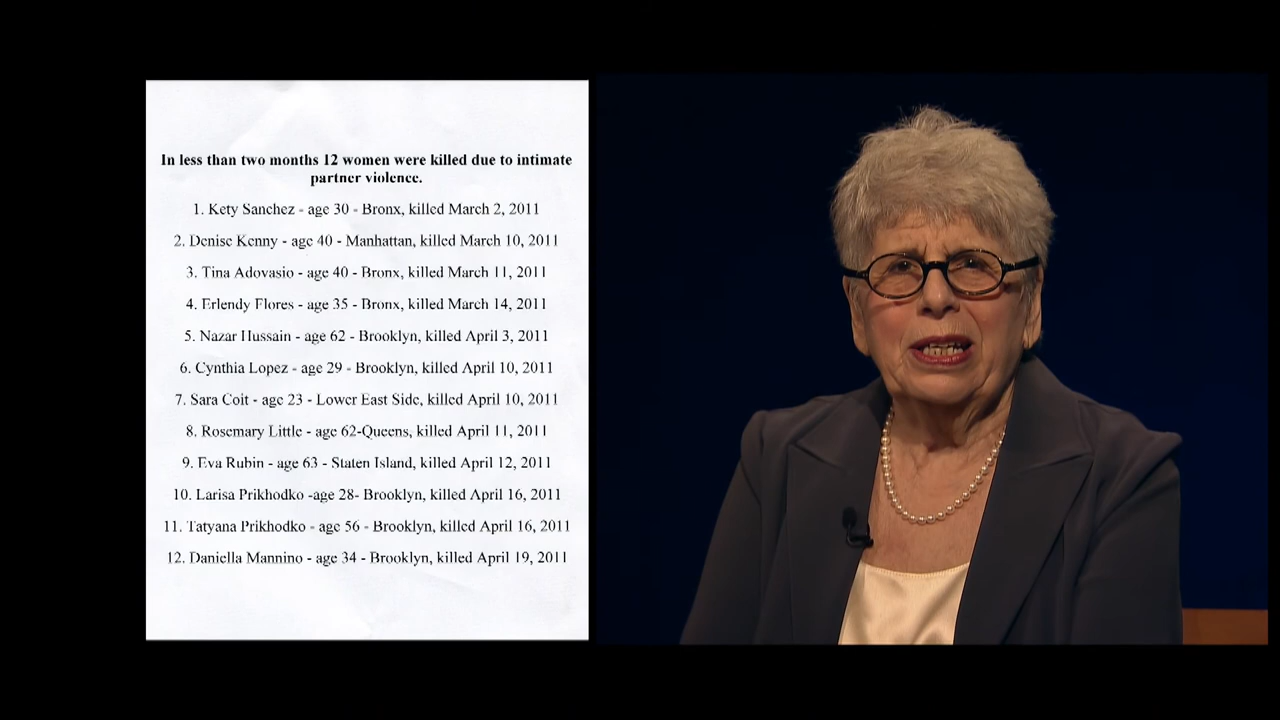 In less than two months 12 women were killed due to intimate
partner violence.
1. Kety Sanchez - age 30 - Bronx, killed March 2, 2011
2. Denise Kenny - age 40 - Manhattan, killed March 10, 2011
3. Tina Adovasio - age 40 - Bronx, killed March 11, 2011
4. Erlendy Flores - age 35 - Bronx, killed March 14, 2011
5. Nazar Hussain - age 62 - Brooklyn, killed April 3, 2011
6. Cynthia Lopez - age 29 - Brooklyn, killed April 10, 2011
7. Sara Coit - age 23 - Lower East Side, killed April 10, 2011
8. Rosemary Little - age 62-Queens, killed April 11, 2011
9. Eva Rubin - age 63 - Staten Island, killed April 12, 2011
10. Larisa Prikhodko -age 28- Brooklyn, killed April 16, 2011
11. Tatyana Prikhodko - age 56 - Brooklyn, killed April 16, 2011
12. Daniella Mannino - age 34 - Brooklyn, killed April 19, 2011